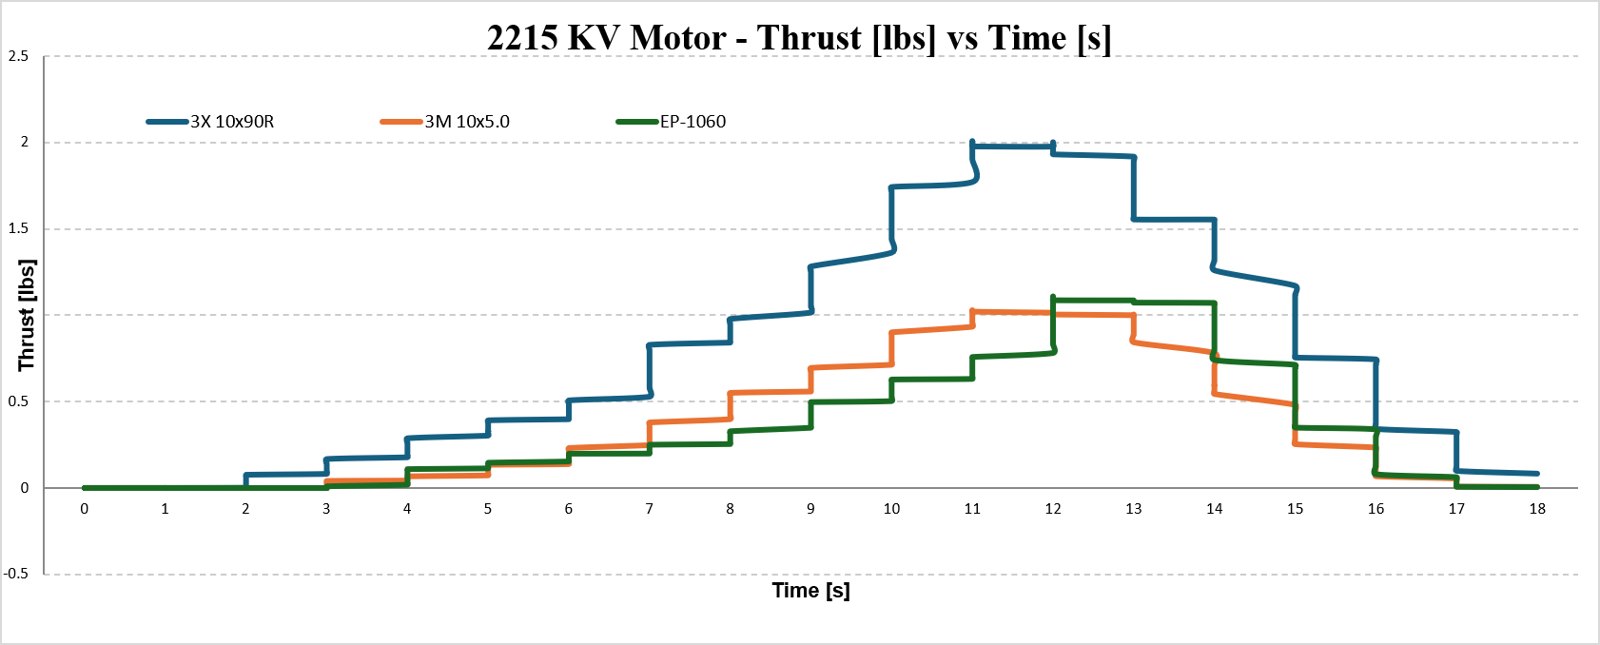 2215 KV Motor - Thrust [lbs] vs Time [s]
2.5
3X 10x90R 3M 10x5.0 EP-1060
2
1.5
Thrust [lbs]
0.5
0
0 1 2 3 4 5 6 7 8 9 10 11 12 13 14 15 16 17 18
-0.5
Time [s]